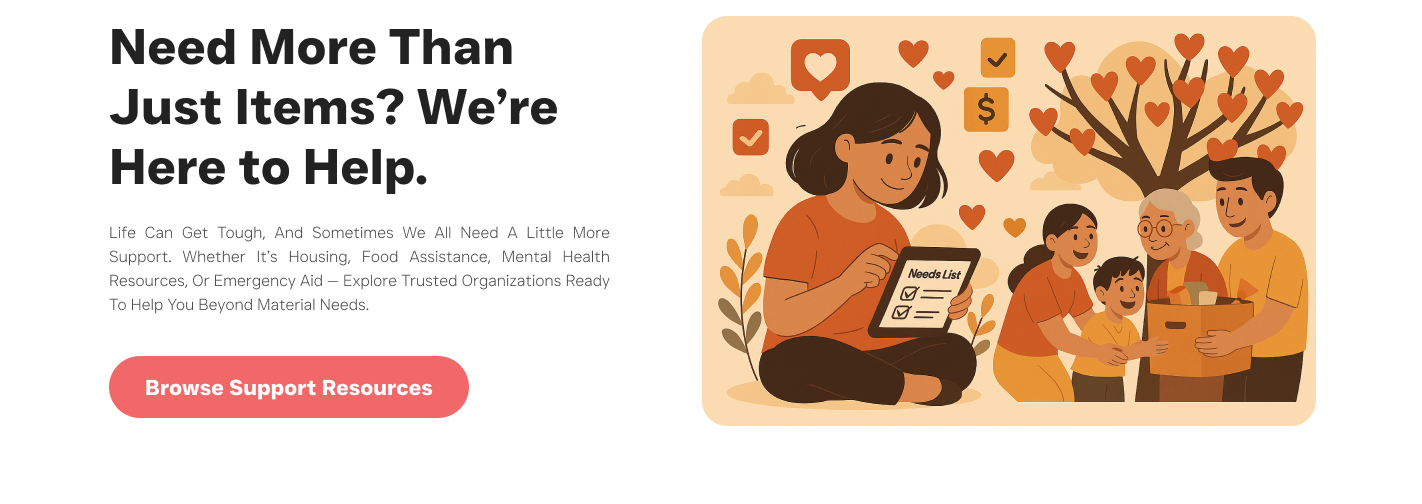 Need More Than
Just Items? We’re
Here to Help.
Life Can Get Tough, And Sometimes We All Need A Little More
Support. Whether It’s Housing, Food Assistance, Mental Health
Resources, Or Emergency Aid — Explore Trusted Organizations Ready
To Help You Beyond Material Needs.
Browse Support Resources
$
Needs List